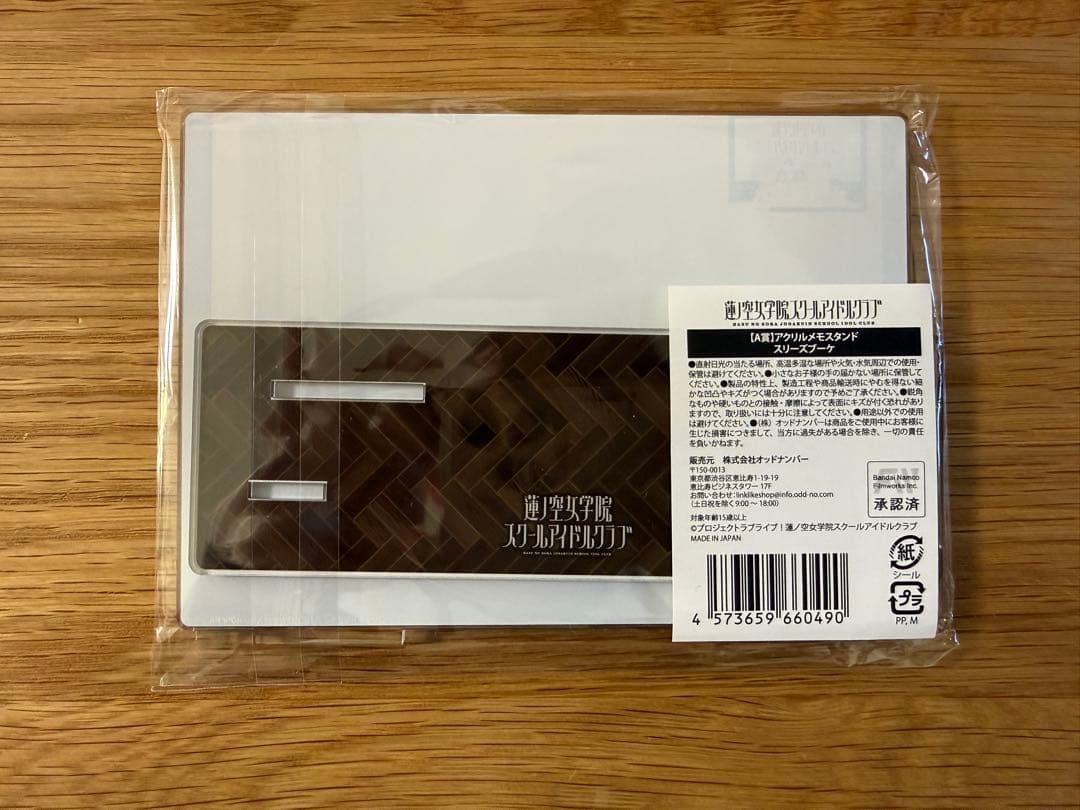 蓮ノ空女学院
スクールアイドルクラブ
HASU NO SORA JOGAKUIN SCHOOL IDOL CLUB
蓮ノ空女学院スクールアイドルクラブ
HASU NO SORA JOGAKUIN SCHOOL IDOL CLUB
【A賞】アクリルメモスタンド
スリーズブーケ
●直射日光の当たる場所、高温多湿な場所や火気・水気周辺での使用・
保管は避けてください。●小さなお子様の手の届かない場所に保管して
ください。●製品の特性上、製造工程や商品輸送時にやむを得ない細
かな凹凸やキズがつく場合がありますので予めご了承ください。●鋭角
なものや硬いものとの接触・摩擦によって表面にキズが付く恐れがあり
ますので、取り扱いには十分に注意してください。●用途以外での使用
は避けてください。●（株）オッドナンバーは商品をご使用中にお客様に
生じた損害につきまして、当方に過失がある場合を除き、一切の責任
を負いかねます。
販売元 株式会社オッドナンバー
〒150-0013
東京都渋谷区恵比寿1-19-19
恵比寿ビジネスタワー 17F
お問い合わせ:linklikeshop@info.odd-no.com
（土日祝を除く9:00～18:00）
Bandai Namco
Filmworks Inc.
承認済
対象年齢15歳以上
©プロジェクトラブライブ！蓮ノ空女学院スクールアイドルクラブ
MADE IN JAPAN
紙
シール
プラ
PP, M
4 573659 660490